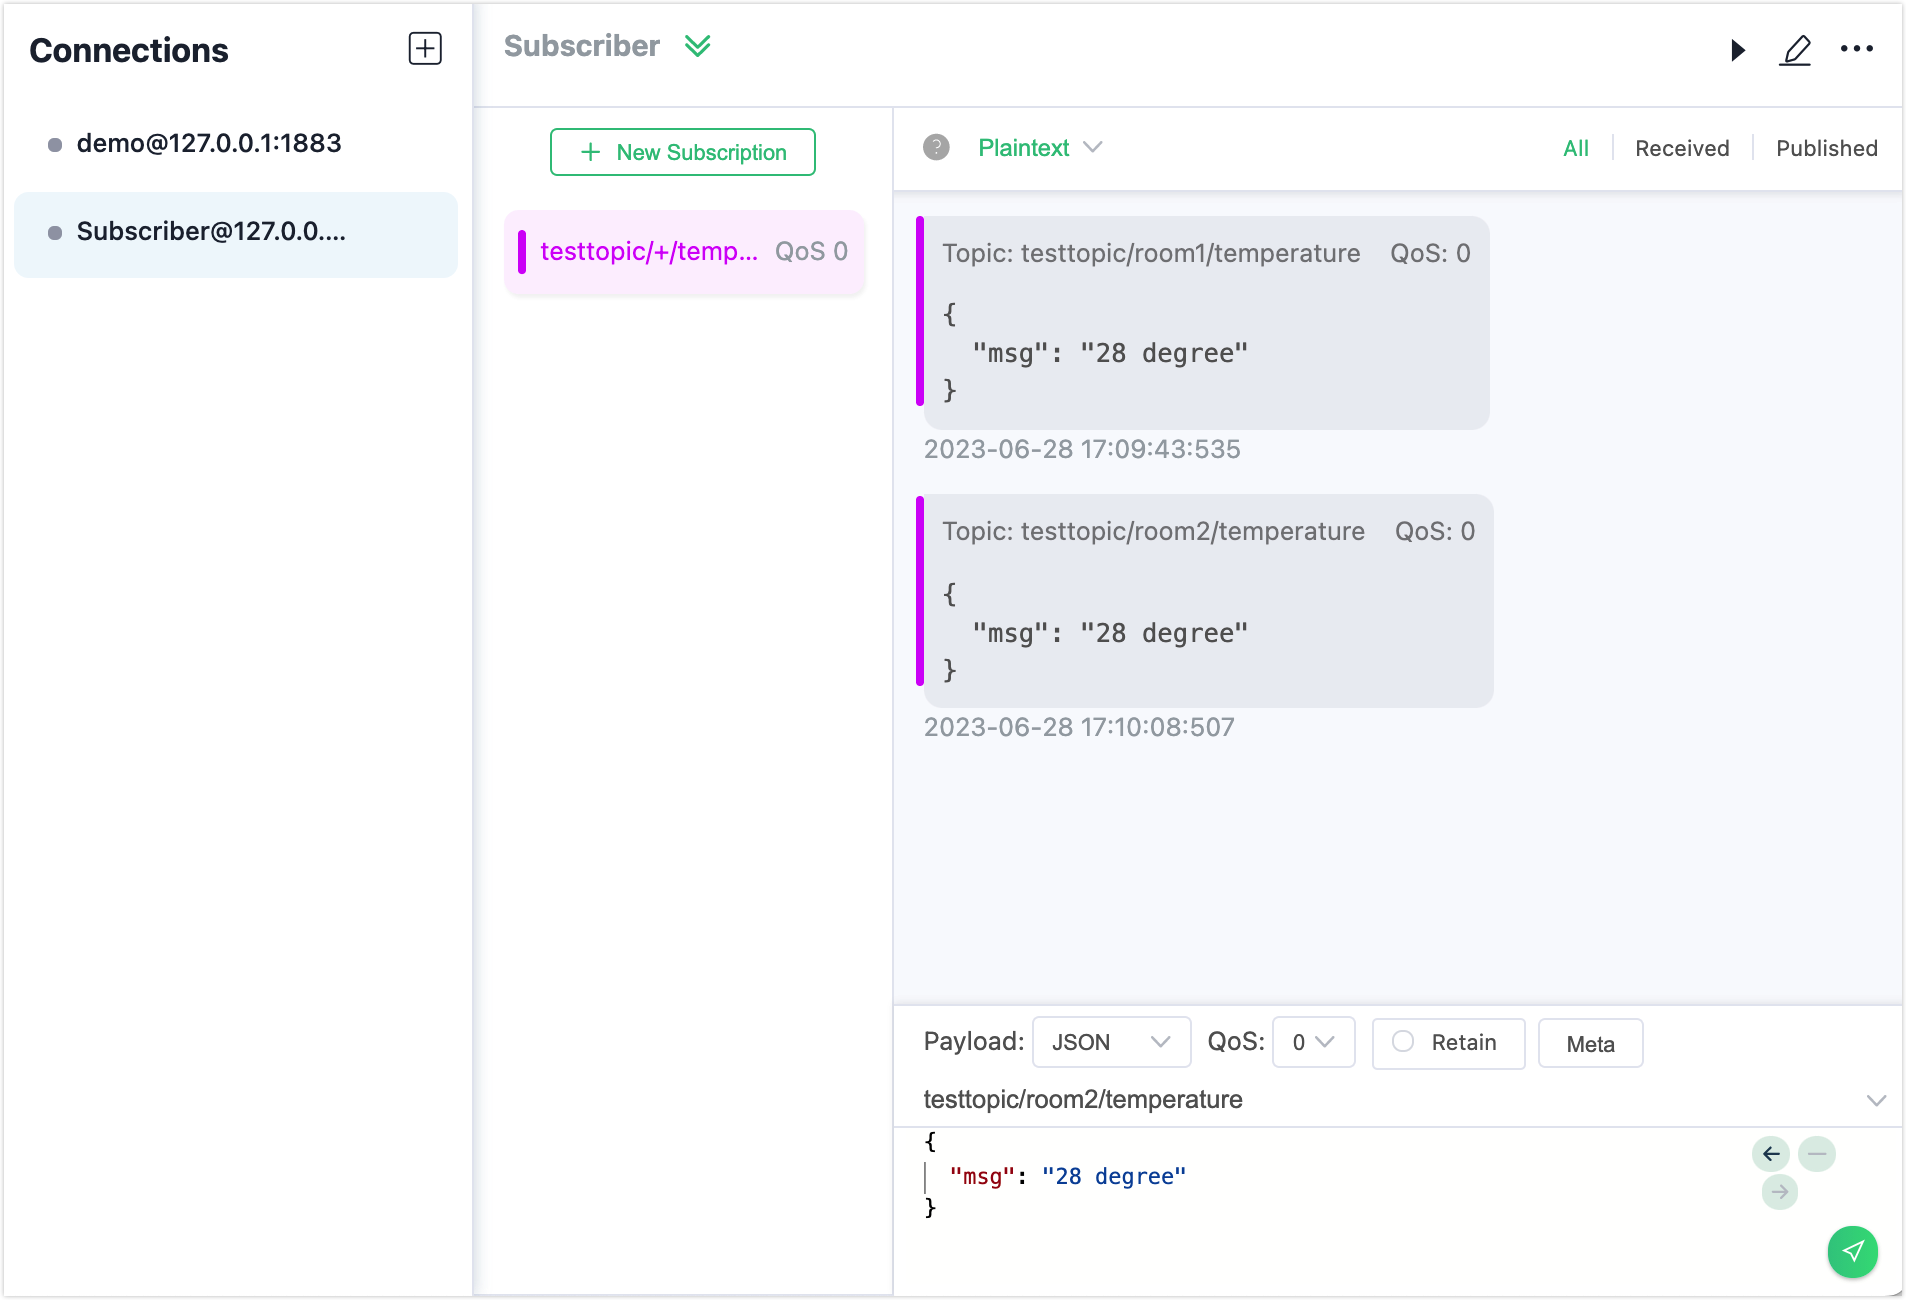 Connections
demo@127.0.0.1:1883
Subscriber@127.0.0....
Subscriber
New Subscription
testtopic/+/temp... QoS 0
? Plaintext All Received Published
Topic: testtopic/room1/temperature QoS: 0
{
"msg": "28 degree"
}
2023-06-28 17:09:43:535
Topic: testtopic/room2/temperature QoS: 0
{
"msg": "28 degree"
}
2023-06-28 17:10:08:507
Payload: JSON QoS: 0 Retain Meta
testtopic/room2/temperature
{
"msg": "28 degree"
}